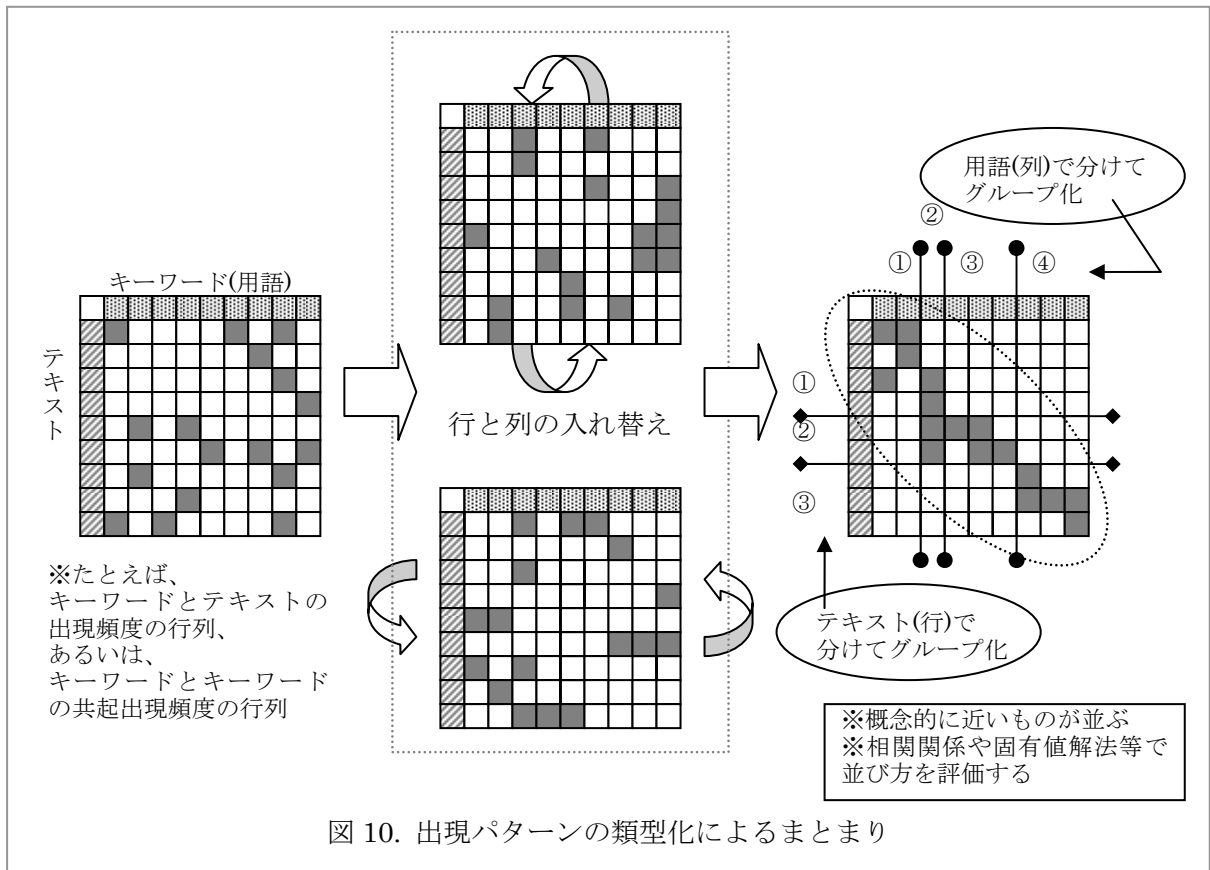 キーワード(用語)
テキスト
※たとえば、
キーワードとテキストの
出現頻度の行列、
あるいは、
キーワードとキーワード
の共起出現頻度の行列
行と列の入れ替え
用語(列)で分けて
グループ化
②
① ③ ④
①
②
③
テキスト(行)で
分けてグループ化
※概念的に近いものが並ぶ
※相関関係や固有値解法等で
並び方を評価する
図 10. 出現パターンの類型化によるまとまり